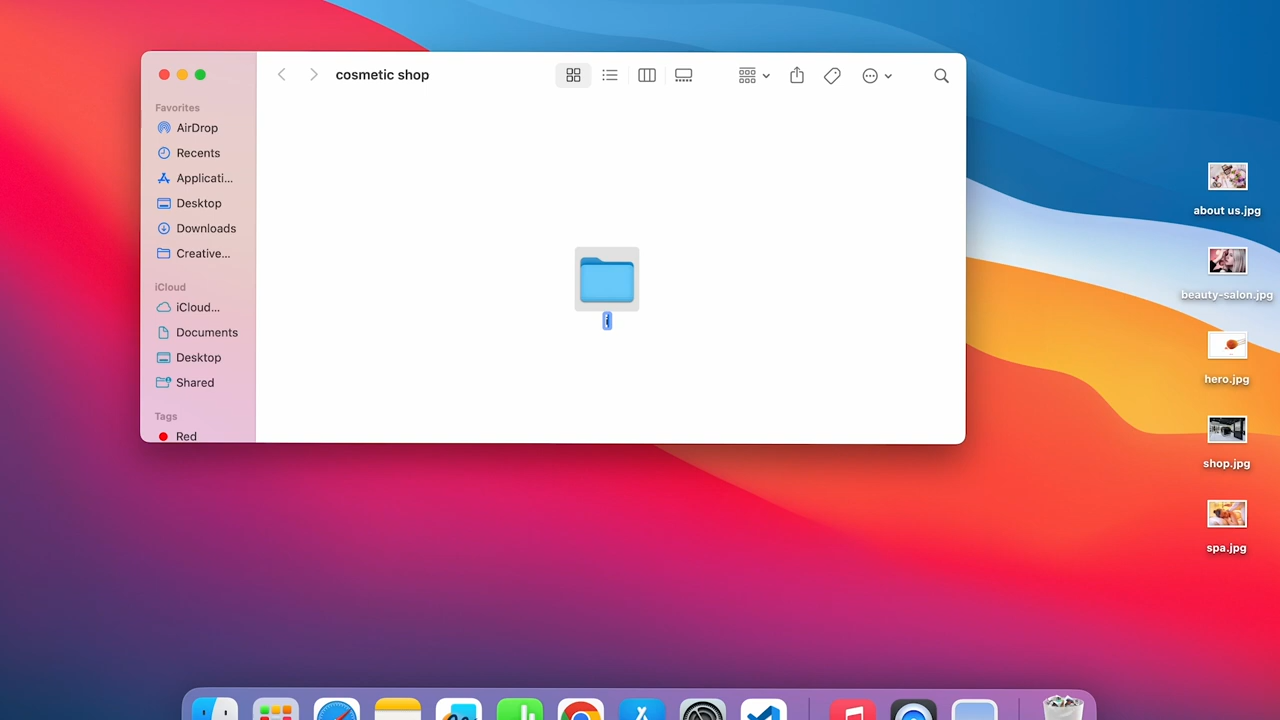 cosmetic shop
Favorites
AirDrop
Recents
Applicati...
Desktop
Downloads
Creative...
iCloud
iCloud...
Documents
Desktop
Shared
Tags
Red
i
about us.jpg
beauty-salon.jpg
hero.jpg
shop.jpg
spa.jpg